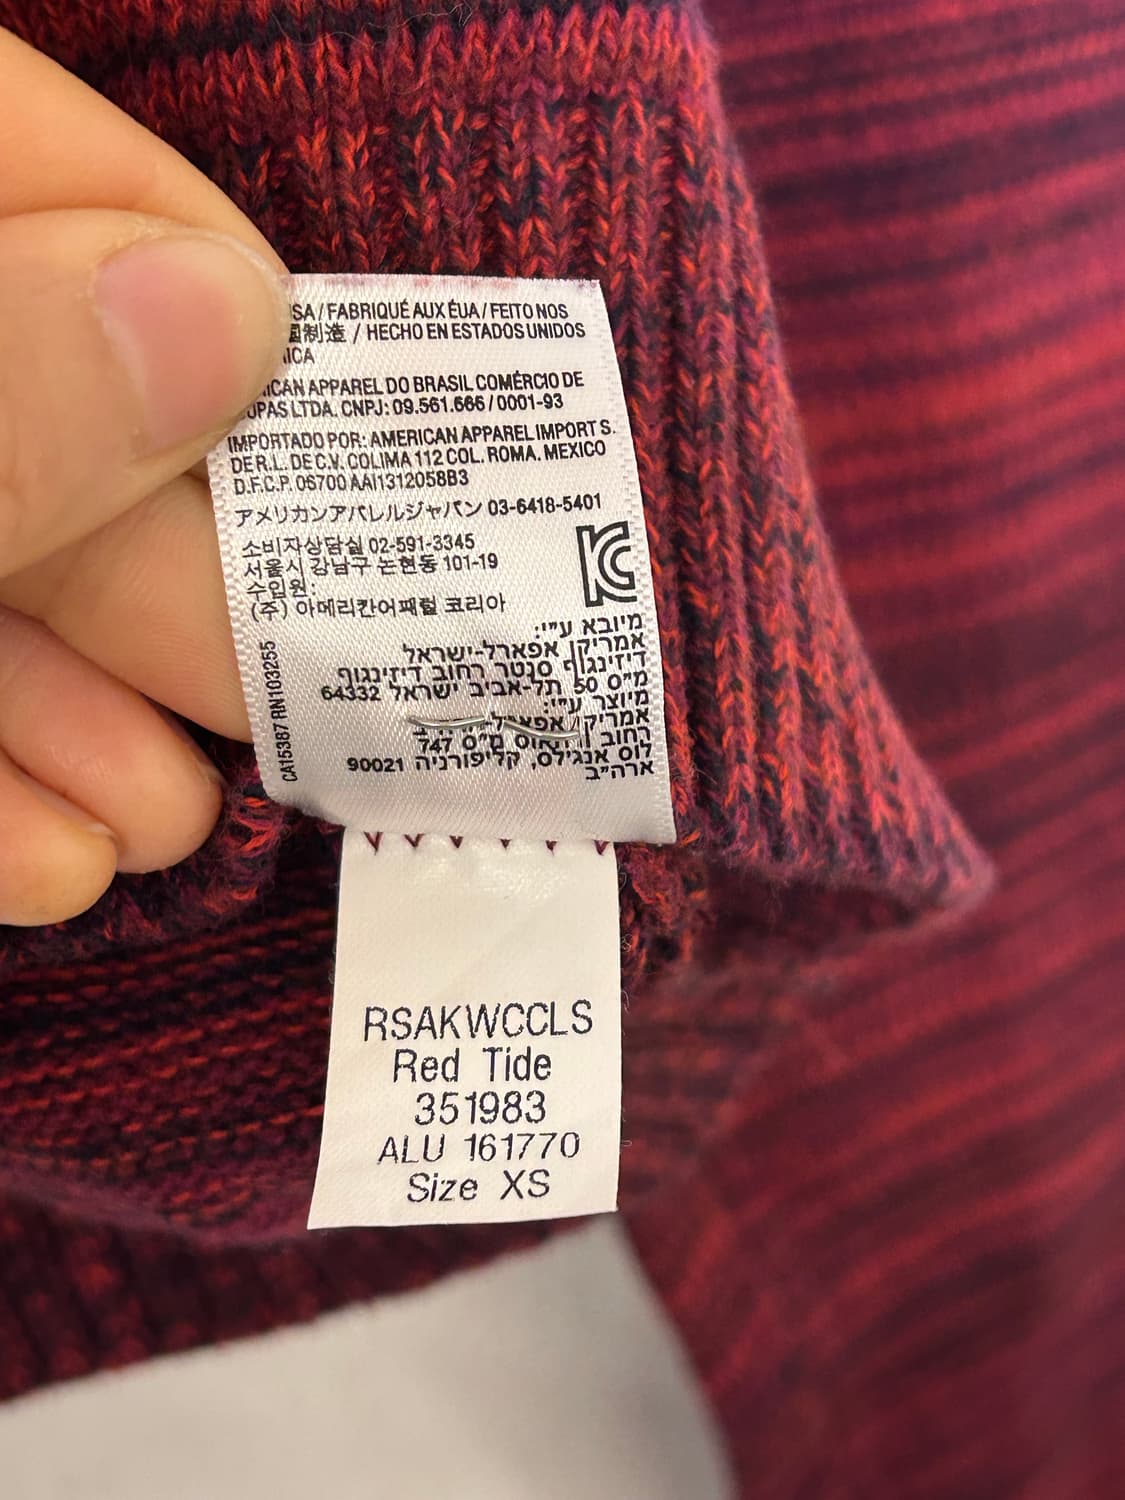 SA / FABRIQUÉ AUX ÉUA / FEITO NOS
国制造 / HECHO EN ESTADOS UNIDOS
ICA
ICAN APPAREL DO BRASIL COMÉRCIO DE
UPAS LTDA. CNPJ: 09.561.666 / 0001-93
IMPORTADO POR: AMERICAN APPAREL IMPORT S.
DE R.L. DE C.V. COLIMA 112 COL. ROMA. MEXICO
D.F.C.P. 06700 AAI1312058B3
アメリカンアパレルジャパン 03-6418-5401
소비자상담실 02-591-3345
서울시 강남구 논현동 101-19
수입원:
(주) 아메리칸어패럴 코리아
KC
מיובא ע"י:
אמריקן אפארל-ישראל
דיזינגוף סנטר רחוב דיזינגוף
מ"ס 50 תל-אביב ישראל 64332
מיוצר ע"י:
אמריקן
רחוב מ"ס 747
לוס אנג'לס, קליפורניה 90021
ארה"ב
CA15387 RN103255
RSAKWCCLS
Red Tide
351983
ALU 161770
Size XS